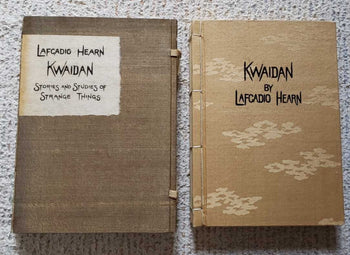 Lafcadio Hearn
Kwaidan
Stories and Studies of
Strange Things
Kwaidan
by
Lafcadio Hearn